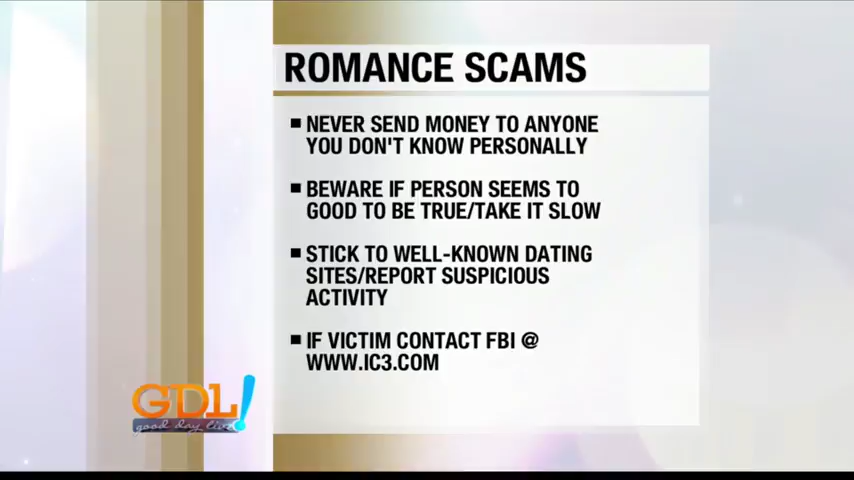 ROMANCE SCAMS
▪ NEVER SEND MONEY TO ANYONE
YOU DON'T KNOW PERSONALLY
▪ BEWARE IF PERSON SEEMS TO
GOOD TO BE TRUE/TAKE IT SLOW
▪ STICK TO WELL-KNOWN DATING
SITES/REPORT SUSPICIOUS
ACTIVITY
▪ IF VICTIM CONTACT FBI @
WWW.IC3.COM
GDL!
good day live